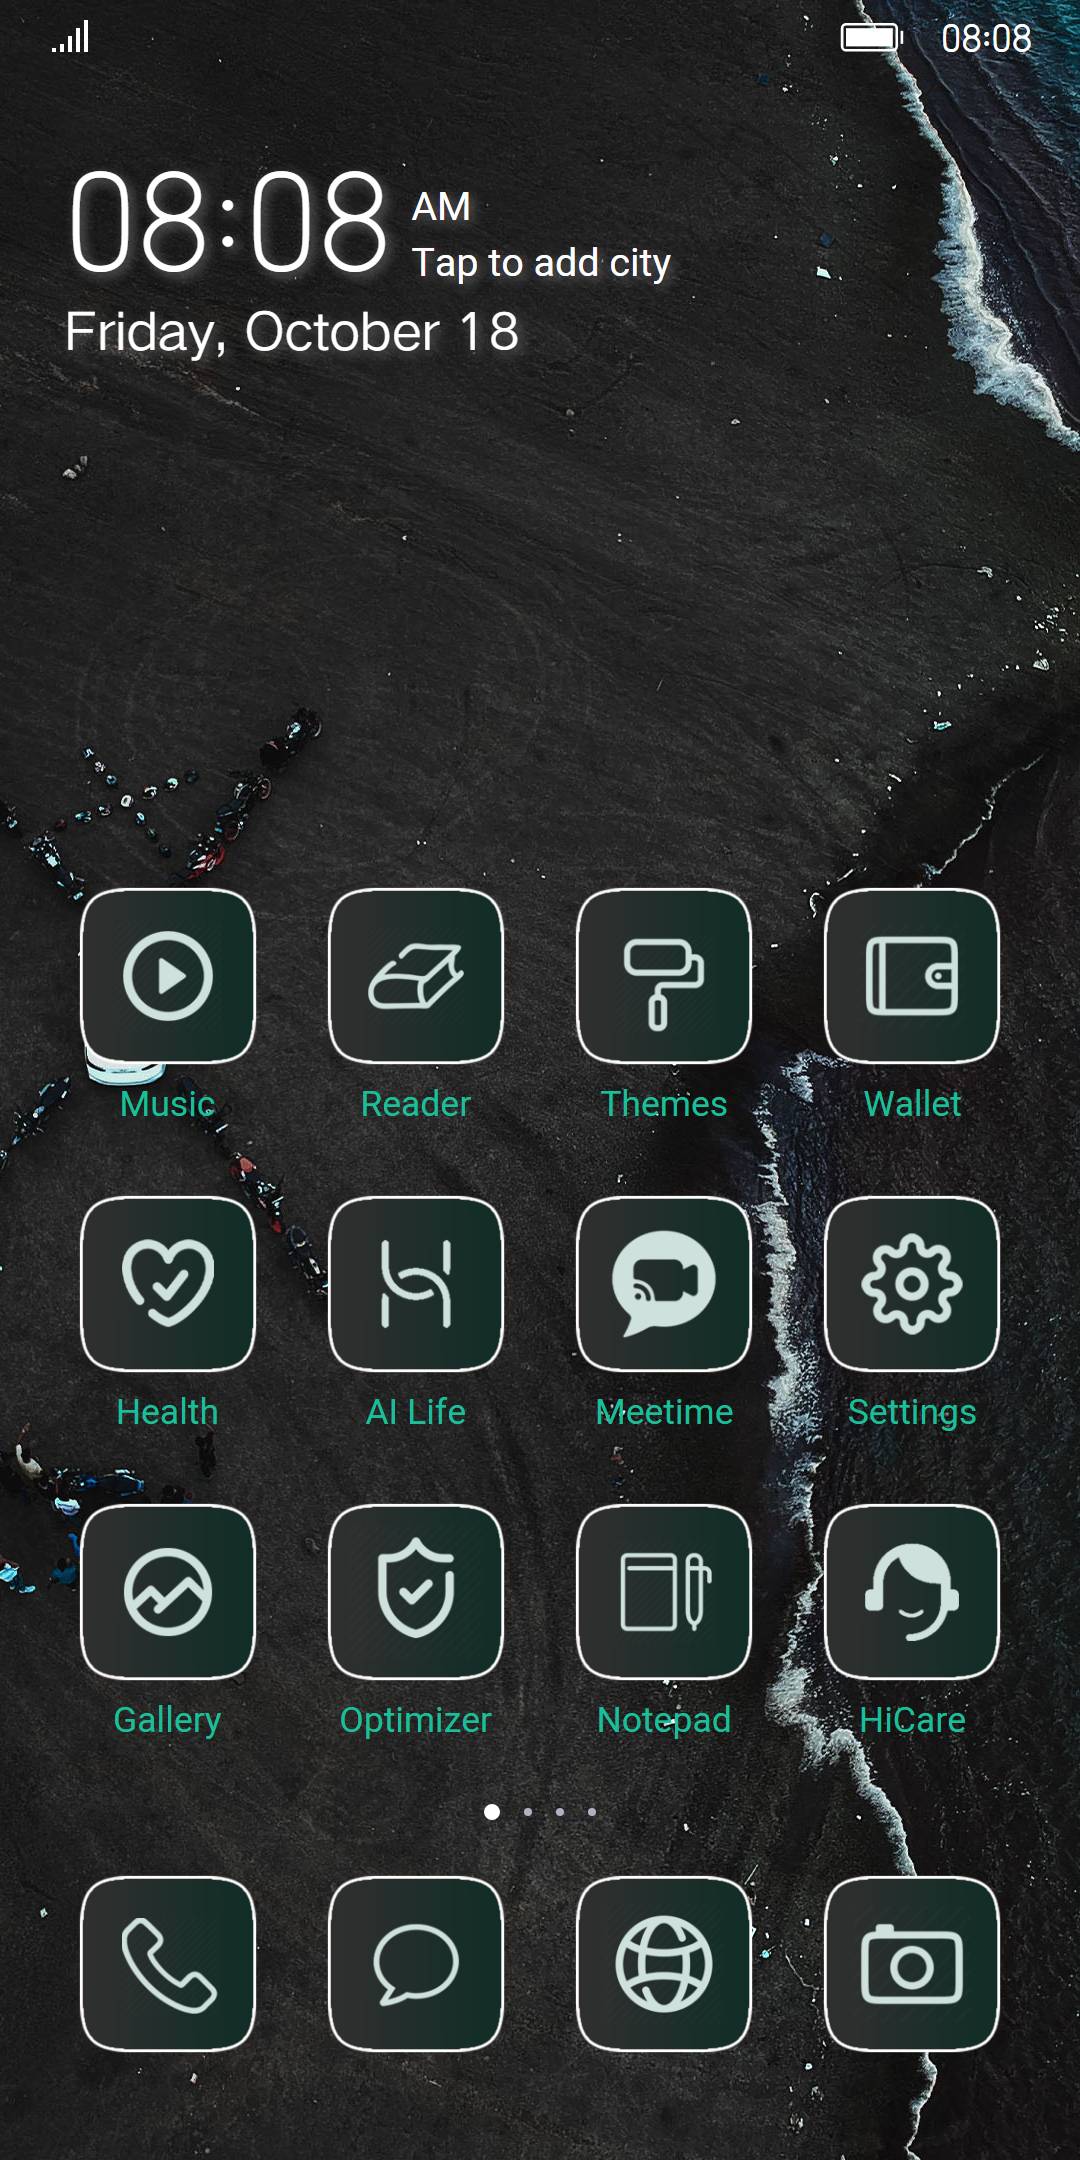 08:08
08:08 AM
Tap to add city
Friday, October 18
Music Reader Themes Wallet
Health AI Life Meetime Settings
Gallery Optimizer Notepad HiCare